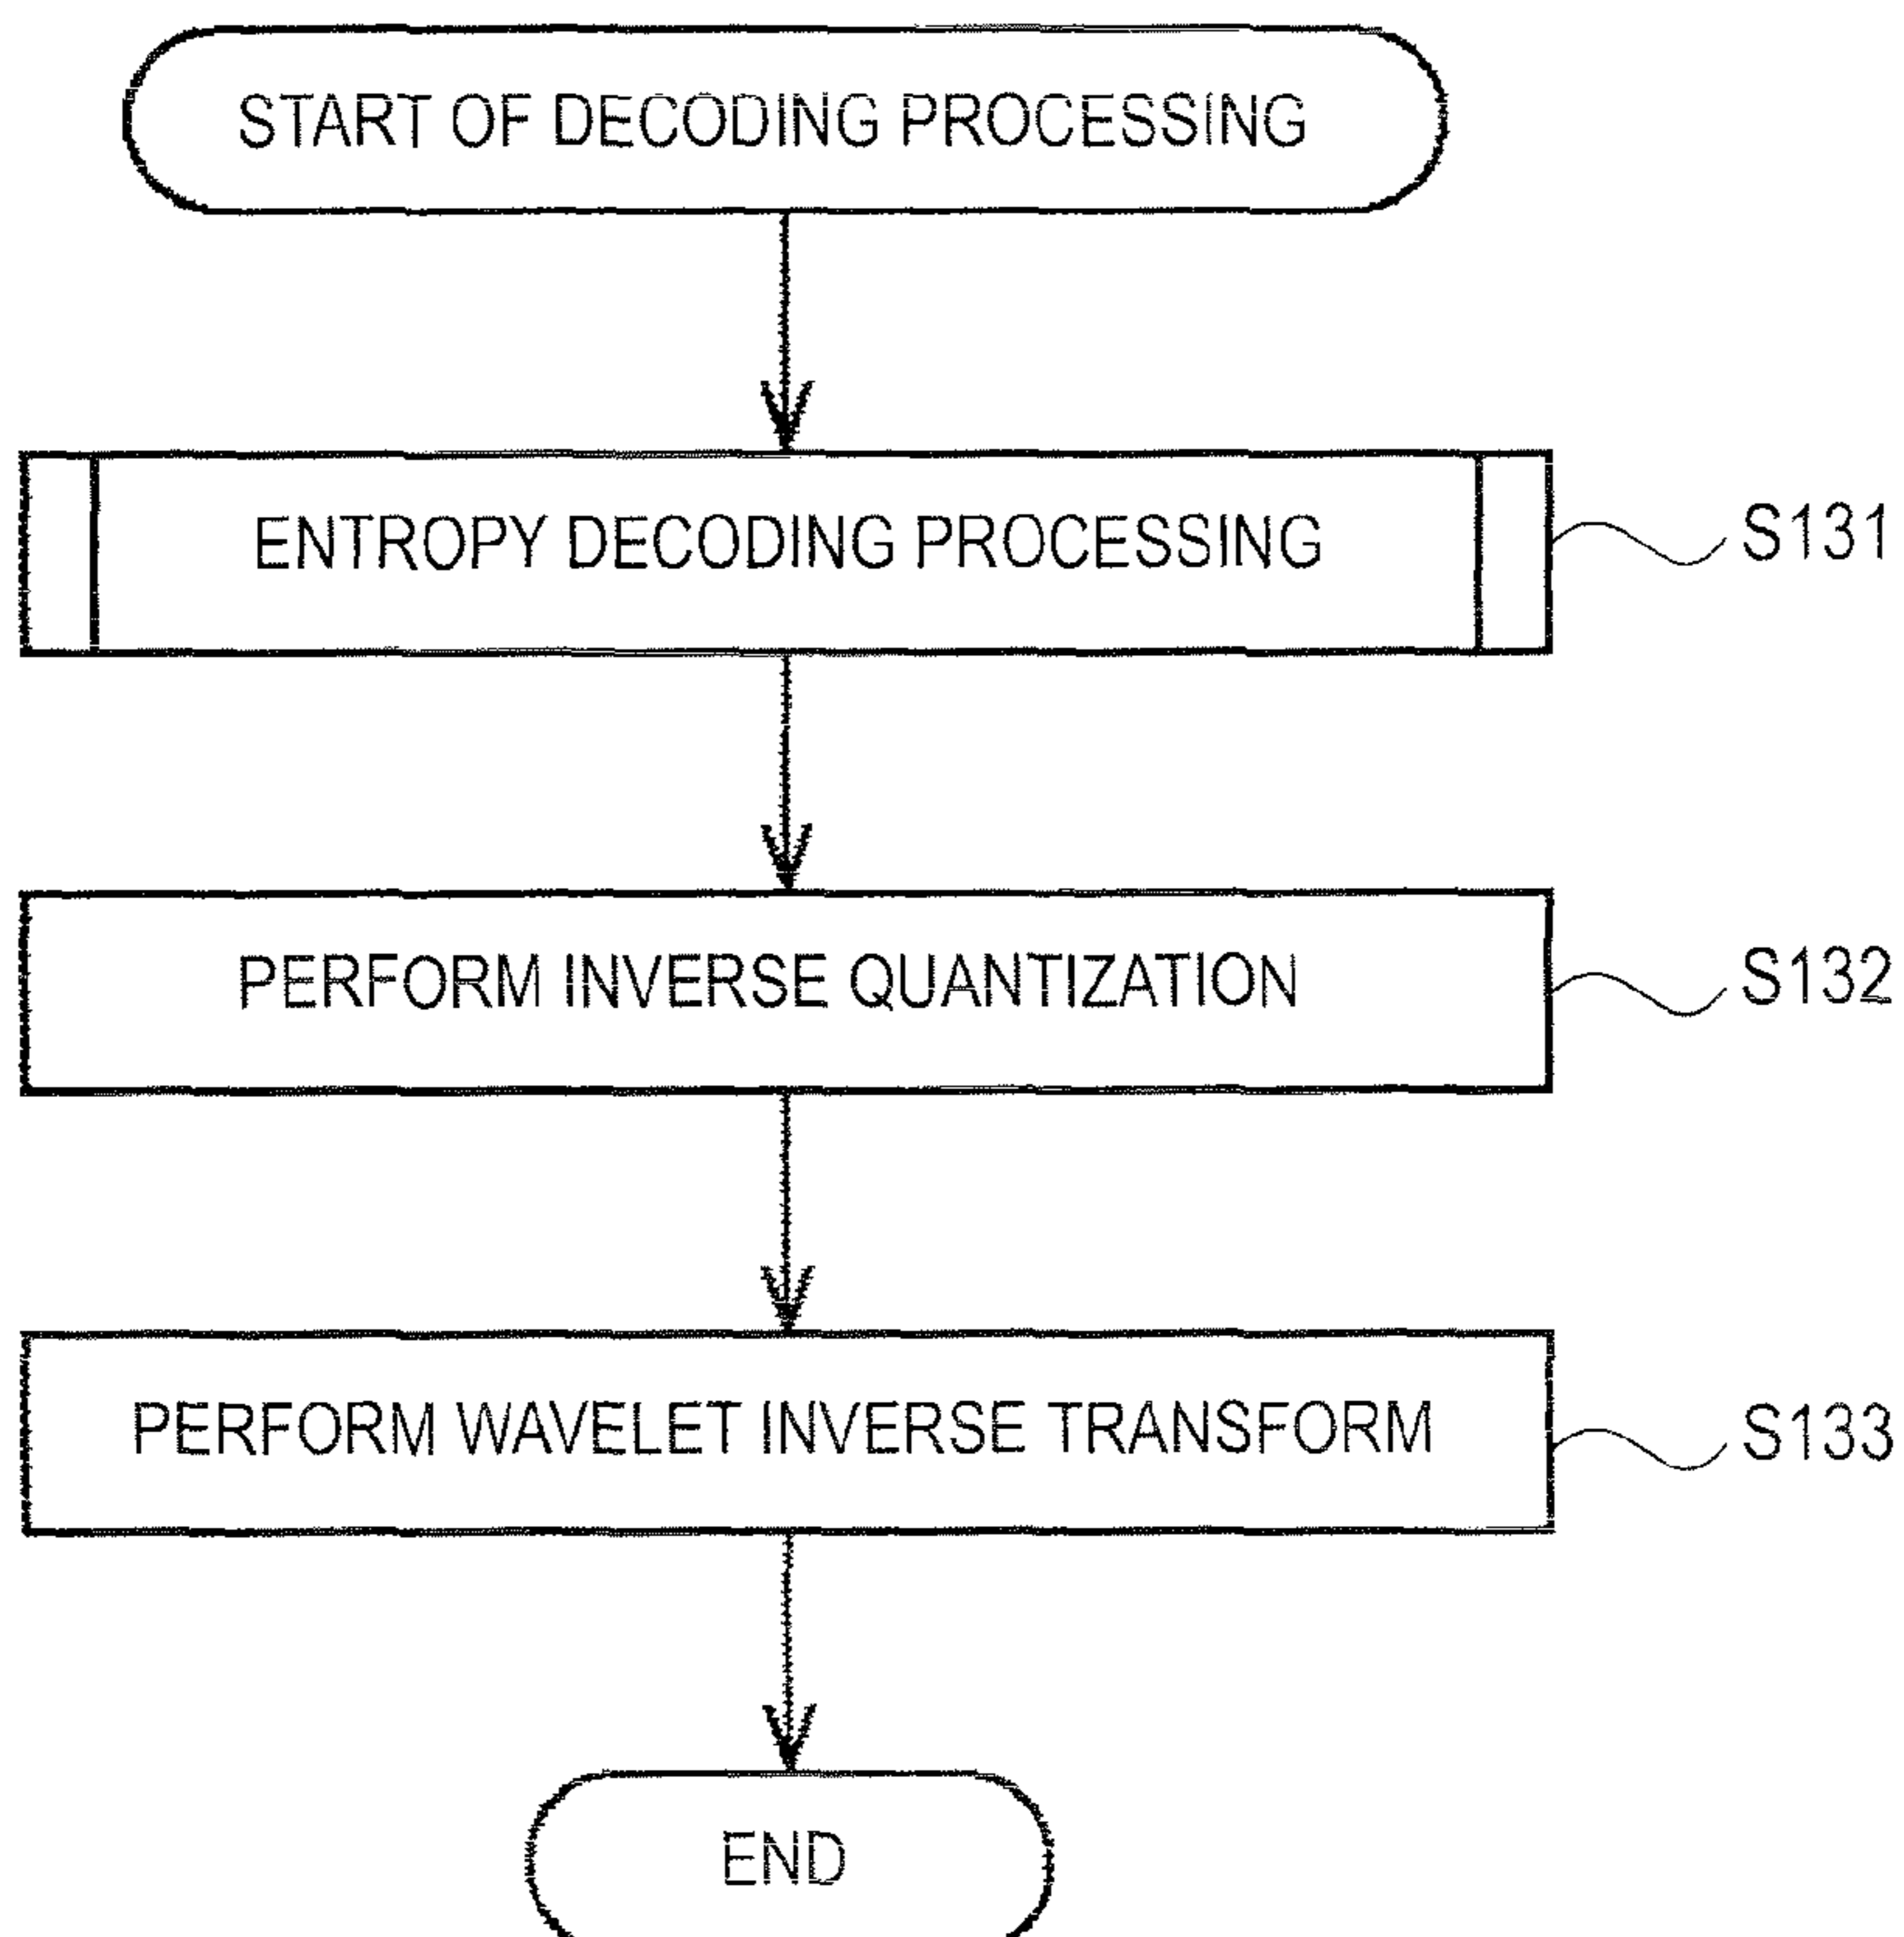 START OF DECODING PROCESSING
ENTROPY DECODING PROCESSING
S131
PERFORM INVERSE QUANTIZATION
S132
PERFORM WAVELET INVERSE TRANSFORM
S133
END